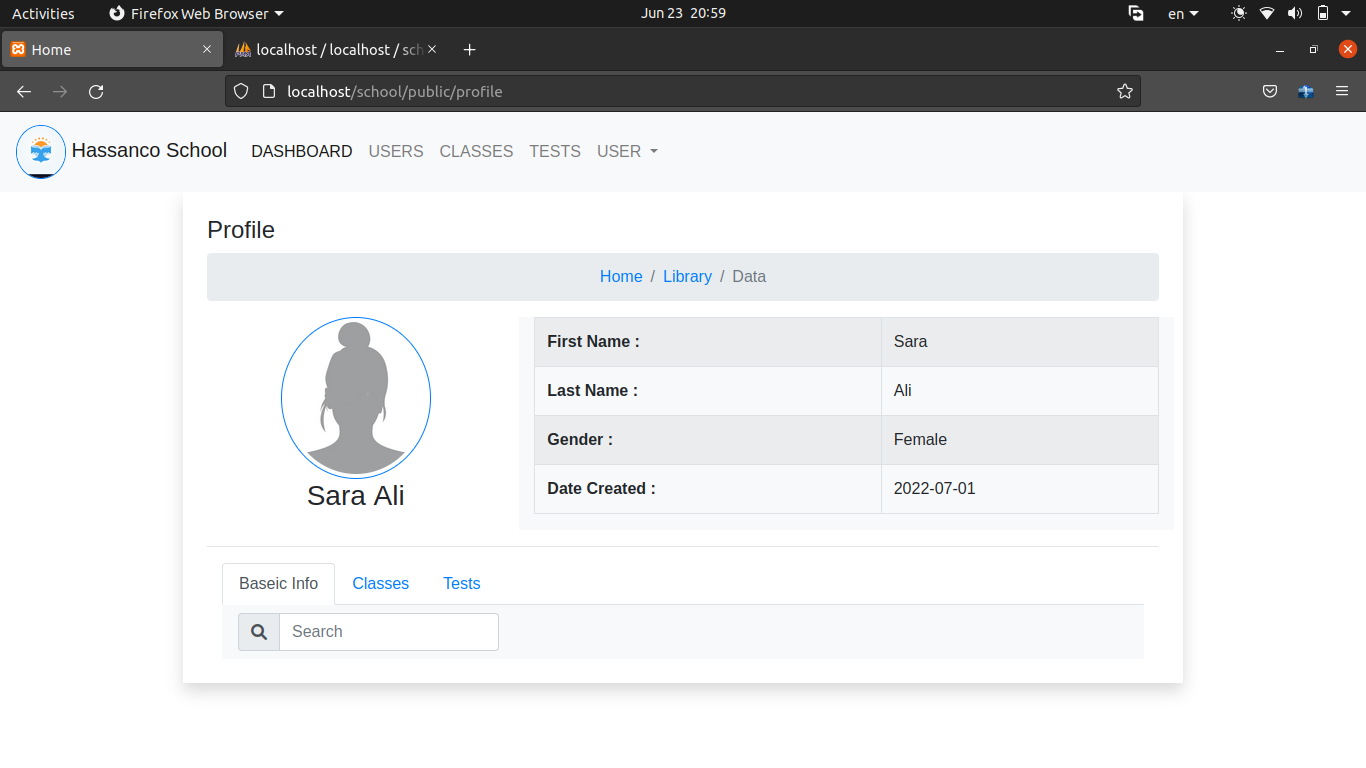 Activities Firefox Web Browser Jun 23 20:59 en
Home localhost / localhost / sch
localhost/school/public/profile
Hassanco School DASHBOARD USERS CLASSES TESTS USER
Profile
Home / Library / Data
First Name : Sara
Last Name : Ali
Gender : Female
Date Created : 2022-07-01
Sara Ali
Baseic Info Classes Tests
Search